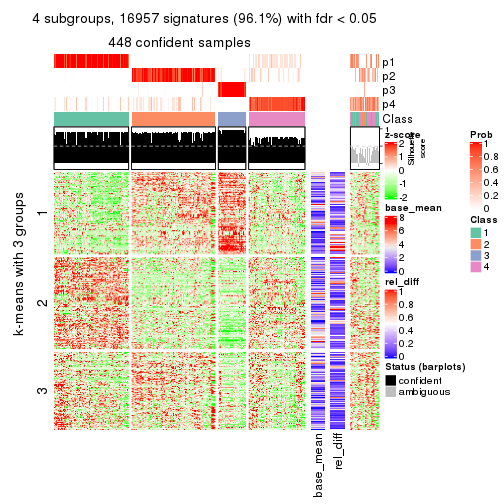 4 subgroups, 16957 signatures (96.1%) with fdr < 0.05
448 confident samples
p1
p2
p3
p4
Class
1
Silhouette
score
k-means with 3 groups
1
2
3
base_mean
rel_diff
z-score
2
1
0
-1
-2
base_mean
8
6
4
2
0
rel_diff
1
0.8
0.6
0.4
0.2
0
Status (barplots)
confident
ambiguous
Prob
1
0.8
0.6
0.4
0.2
0
Class
1
2
3
4